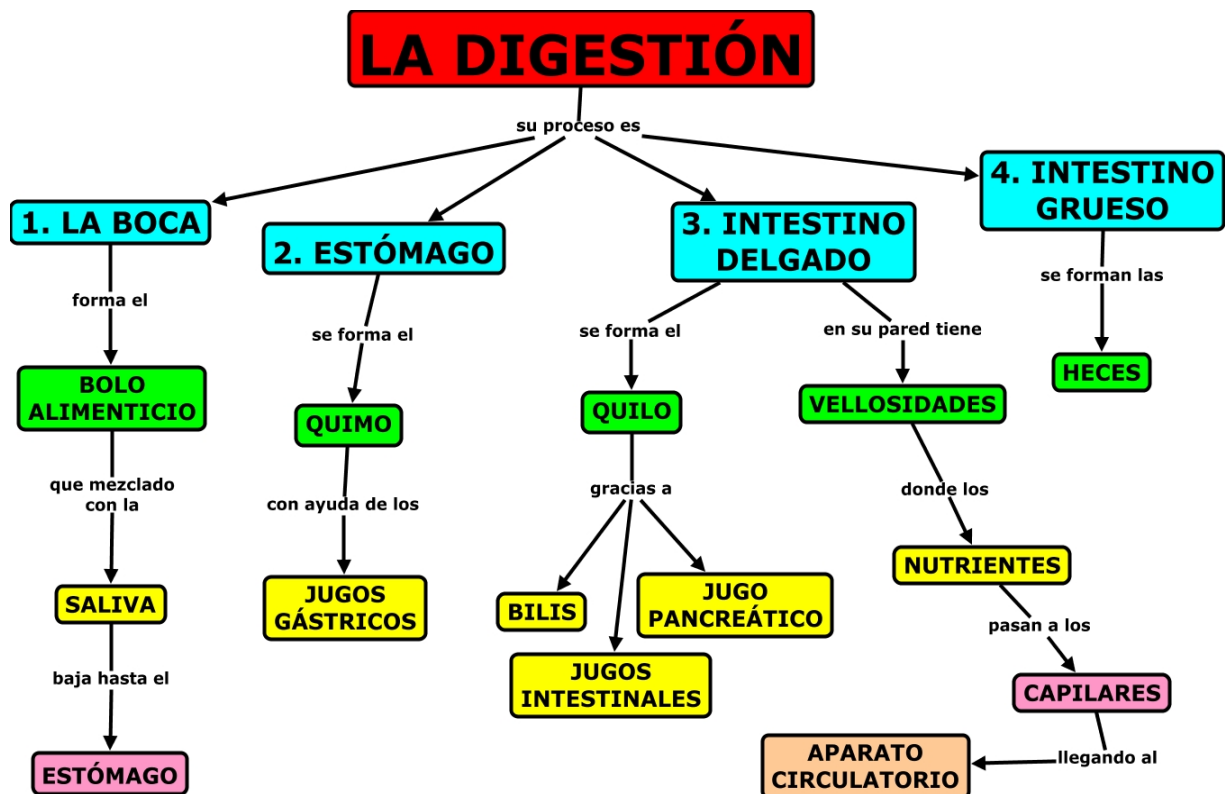 LA DIGESTIÓN
su proceso es
1. LA BOCA
forma el
BOLO
ALIMENTICIO
que mezclado
con la
SALIVA
baja hasta el
ESTÓMAGO
2. ESTÓMAGO
se forma el
QUIMO
con ayuda de los
JUGOS
GÁSTRICOS
3. INTESTINO
DELGADO
se forma el
QUILO
gracias a
BILIS
JUGOS
INTESTINALES
JUGO
PANCREÁTICO
en su pared tiene
VELLOSIDADES
donde los
NUTRIENTES
pasan a los
CAPILARES
llegando al
APARATO
CIRCULATORIO
4. INTESTINO
GRUESO
se forman las
HECES